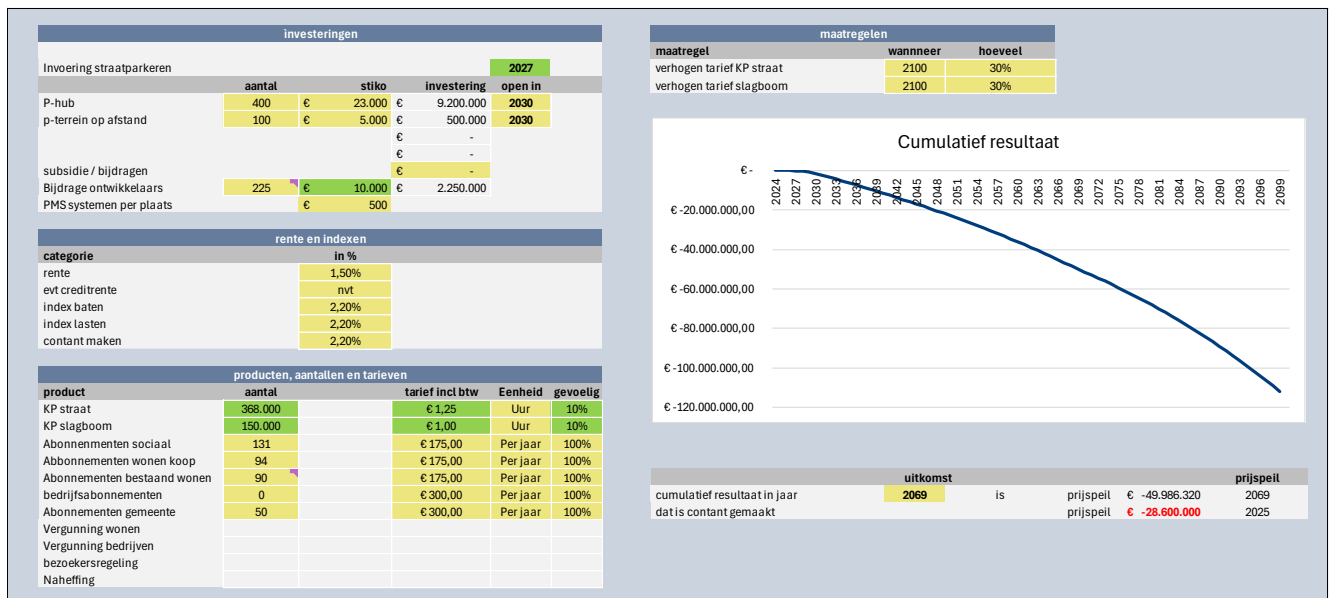 investeringen
Invoering straatparkeren 2027
aantal stiko investering open in
P-hub 400 € 23.000 € 9.200.000 2030
p-terrein op afstand 100 € 5.000 € 500.000 2030
€ -
€ -
subsidie / bijdragen € -
Bijdrage ontwikkelaars 225 € 10.000 € 2.250.000
PMS systemen per plaats € 500
rente en indexen
categorie in %
rente 1,50%
evt creditrente nvt
index baten 2,20%
index lasten 2,20%
contant maken 2,20%
producten, aantallen en tarieven
product aantal tarief incl btw Eenheid gevoelig
KP straat 368.000 € 1,25 Uur 10%
KP slagboom 150.000 € 1,00 Uur 10%
Abonnenmenten sociaal 131 € 175,00 Per jaar 100%
Abbonnementen wonen koop 94 € 175,00 Per jaar 100%
Abonnementen bestaand wonen 90 € 175,00 Per jaar 100%
bedrijfsabonnementen 0 € 300,00 Per jaar 100%
Abonnementen gemeente 50 € 300,00 Per jaar 100%
Vergunning wonen
Vergunning bedrijven
bezoekersregeling
Naheffing
maatregelen
maatregel wannneer hoeveel
verhogen tarief KP straat 2100 30%
verhogen tarief slagboom 2100 30%
Cumulatief resultaat
€ -
€ -20.000.000,00
€ -40.000.000,00
€ -60.000.000,00
€ -80.000.000,00
€ -100.000.000,00
€ -120.000.000,00
2024 2027 2030 2033 2036 2039 2042 2045 2048 2051 2054 2057 2060 2063 2066 2069 2072 2075 2078 2081 2084 2087 2090 2093 2096 2099
uitkomst prijspeil
cumulatief resultaat in jaar 2069 is prijspeil € -49.986.320 2069
dat is contant gemaakt prijspeil € -28.600.000 2025